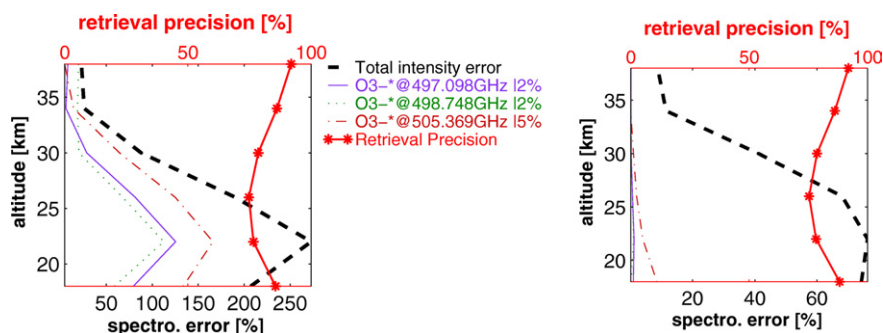 retrieval precision [%]
0 50 100
35
30
25
20
altitude [km]
50 100 150 200 250
spectro. error [%]
Total intensity error
O3-*@497.098GHz |2%
O3-*@498.748GHz |2%
O3-*@505.369GHz |5%
Retrieval Precision
retrieval precision [%]
0 50 100
35
30
25
20
altitude [km]
20 40 60
spectro. error [%]